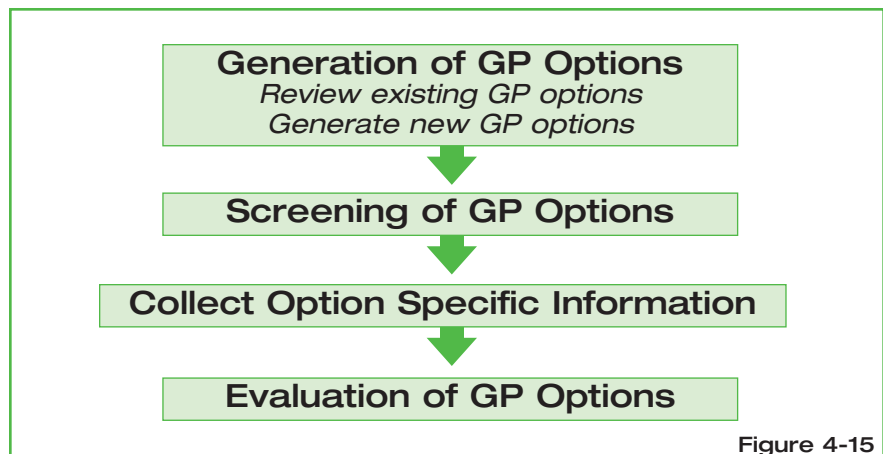 Generation of GP Options
Review existing GP options
Generate new GP options
Screening of GP Options
Collect Option Specific Information
Evaluation of GP Options
Figure 4-15